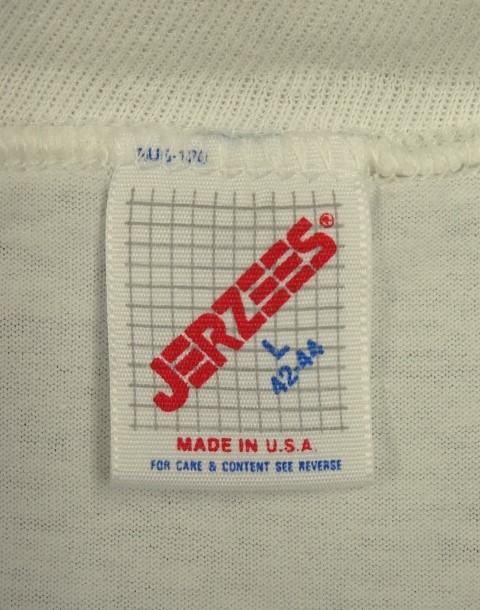 JERZEES®
L
42-44
MADE IN U.S.A.
FOR CARE & CONTENT SEE REVERSE